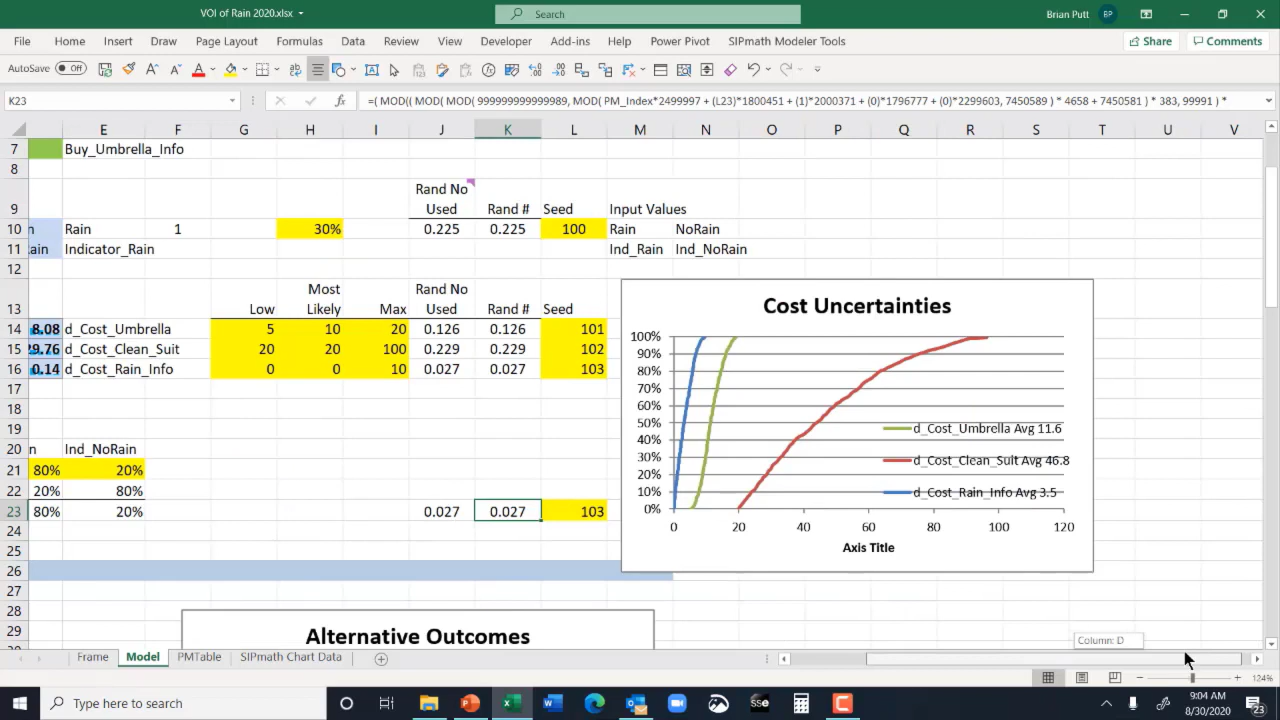 VOI of Rain 2020.xlsx
Search
Brian Putt
BP
File Home Insert Draw Page Layout Formulas Data Review View Developer Add-ins Help Power Pivot SIPmath Modeler Tools
Share Comments
AutoSave Off
K23
fx =( MOD(( MOD( MOD( 999999999999989, MOD( PM_Index*2499997 + (L23)*1800451 + (1)*2000371 + (0)*1796777 + (0)*2299603, 7450589 ) * 4658 + 7450581 ) * 383, 99991 ) *
E F G H I J K L M N O P Q R S T U V
7 Buy_Umbrella_Info
8
Rand No
9 Used Rand # Seed Input Values
10 n Rain 1 30% 0.225 0.225 100 Rain NoRain
11 ain Indicator_Rain Ind_Rain Ind_NoRain
12
Most Rand No
13 Low Likely Max Used Rand # Seed
14 8.08 d_Cost_Umbrella 5 10 20 0.126 0.126 101
15 29.76 d_Cost_Clean_Suit 20 20 100 0.229 0.229 102
16 0.14 d_Cost_Rain_Info 0 0 10 0.027 0.027 103
17
18
19
20 n Ind_NoRain
21 80% 20%
22 20% 80%
23 80% 20% 0.027 0.027 103
24
25
26
27
28
29
Cost Uncertainties
100%
90%
80%
70%
60%
50%
40%
30%
20%
10%
0%
d_Cost_Umbrella Avg 11.6
d_Cost_Clean_Suit Avg 46.8
d_Cost_Rain_Info Avg 3.5
0 20 40 60 80 100 120
Axis Title
Alternative Outcomes
Column: D
Frame Model PMTable SIPmath Chart Data
124%
Type here to search
sse
9:04 AM
8/30/2020
23